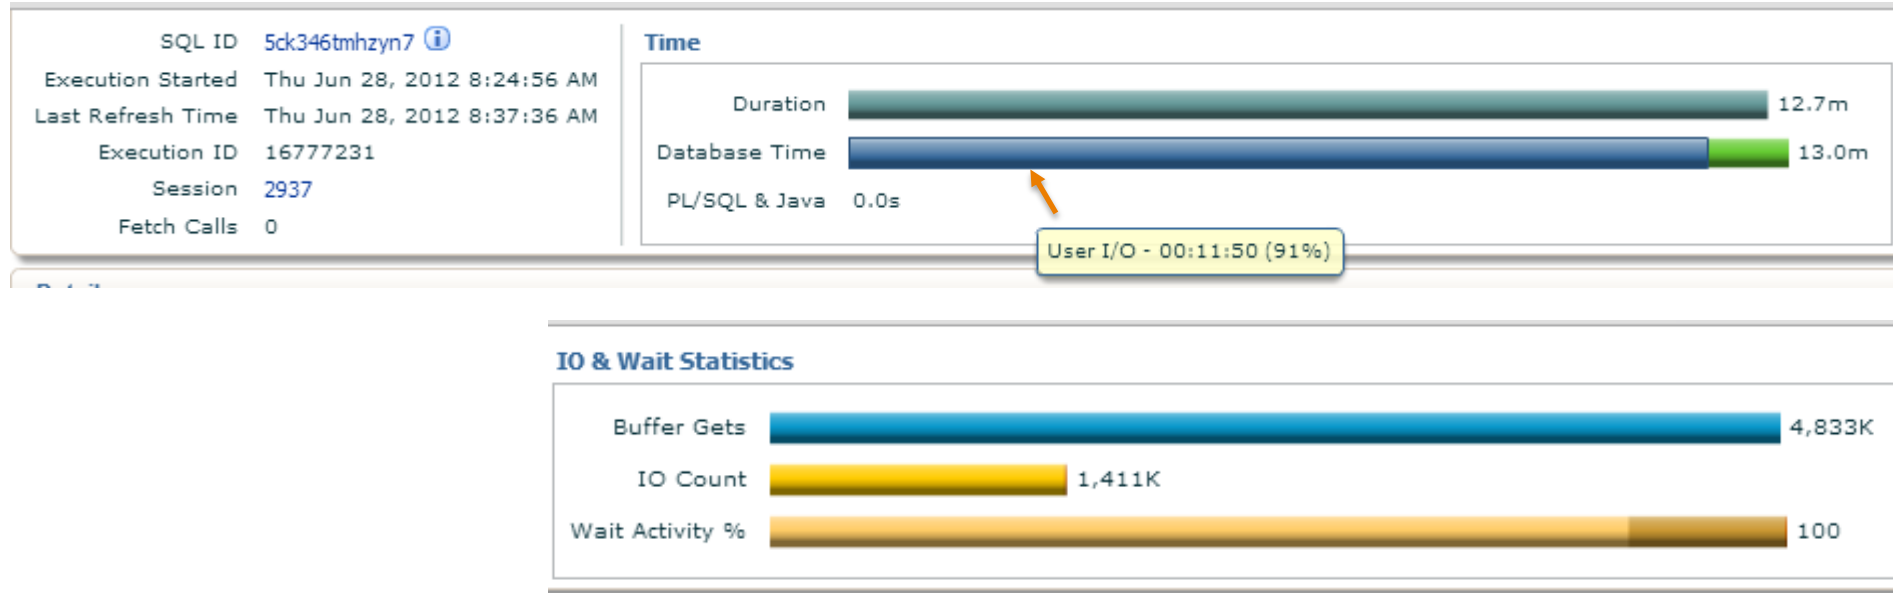 SQL ID 5ck346tmhzyn7
Execution Started Thu Jun 28, 2012 8:24:56 AM
Last Refresh Time Thu Jun 28, 2012 8:37:36 AM
Execution ID 16777231
Session 2937
Fetch Calls 0
Time
Duration 12.7m
Database Time 13.0m
PL/SQL & Java 0.0s
User I/O - 00:11:50 (91%)
IO & Wait Statistics
Buffer Gets 4,833K
IO Count 1,411K
Wait Activity % 100